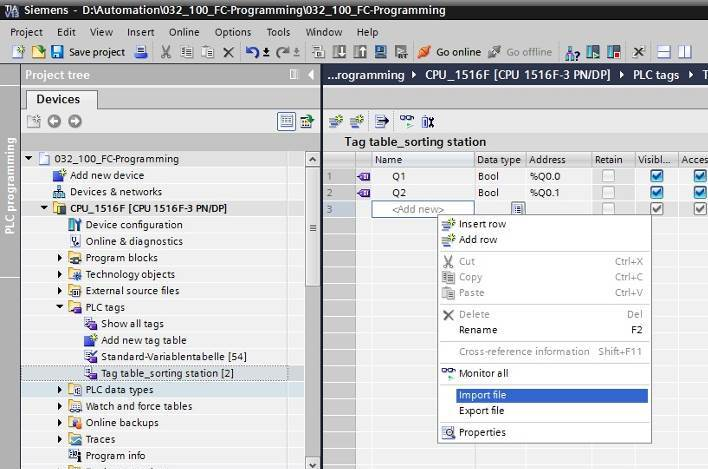 TIA V13 Siemens - D:\Automation\032_100_FC-Programming\032_100_FC-Programming
Project Edit View Insert Online Options Tools Window Help
Save project Go online Go offline
Project tree
...rogramming CPU_1516F [CPU 1516F-3 PN/DP] PLC tags T
Devices
PLC programming
Tag table_sorting station
Name Data type Address Retain Visibl... Acces
1 Q1 Bool %Q0.0
2 Q2 Bool %Q0.1
3 <Add new>
032_100_FC-Programming
Add new device
Devices & networks
CPU_1516F [CPU 1516F-3 PN/DP]
Device configuration
Online & diagnostics
Program blocks
Technology objects
External source files
PLC tags
Show all tags
Add new tag table
Standard-Variablentabelle [54]
Tag table_sorting station [2]
PLC data types
Watch and force tables
Online backups
Traces
Program info
Insert row
Add row
Cut Ctrl+X
Copy Ctrl+C
Paste Ctrl+V
Delete Del
Rename F2
Cross-reference information Shift+F11
Monitor all
Import file
Export file
Properties